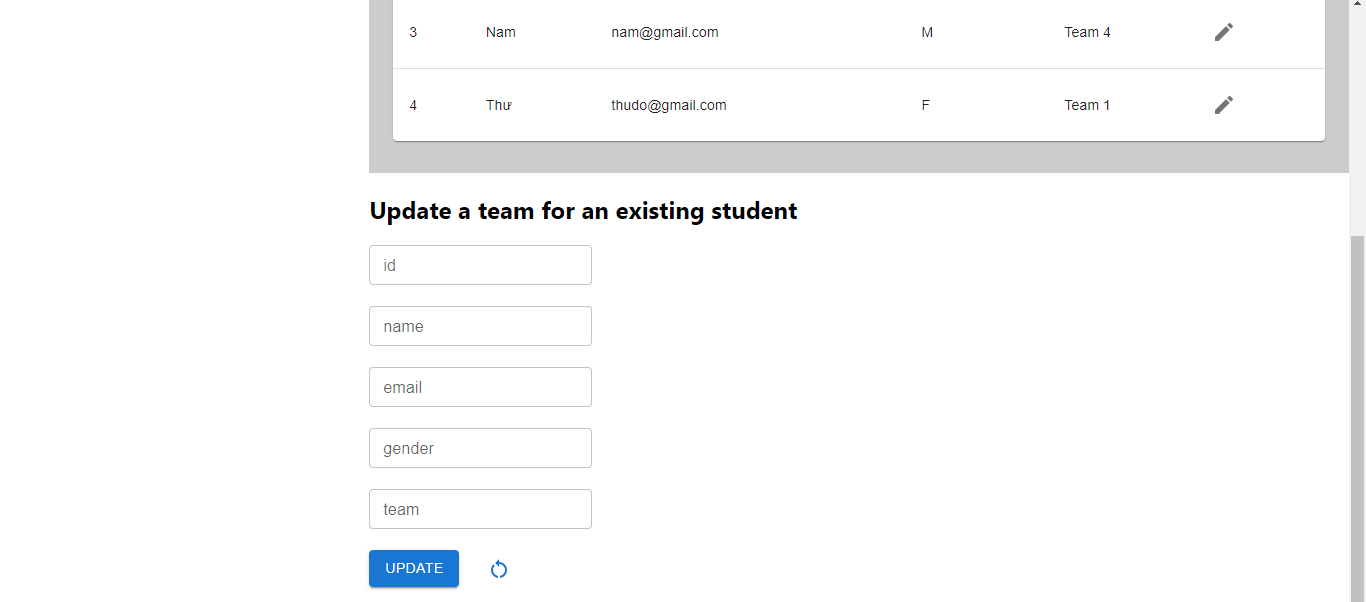 3 Nam nam@gmail.com M Team 4
4 Thư thudo@gmail.com F Team 1
Update a team for an existing student
id
name
email
gender
team
UPDATE